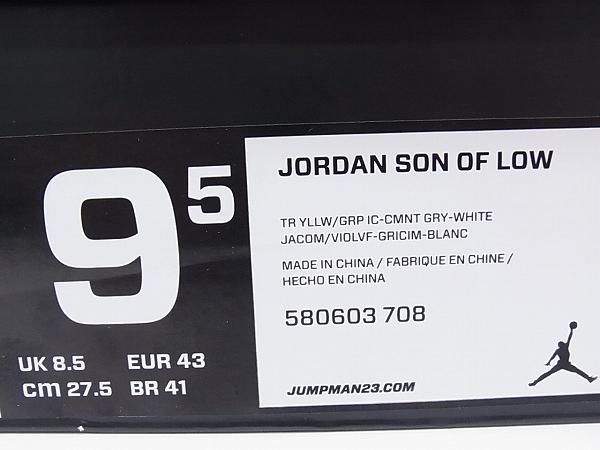 9 5
UK 8.5 EUR 43
cm 27.5 BR 41
JORDAN SON OF LOW
TR YLLW/GRP IC-CMNT GRY-WHITE
JACOM/VIOLVF-GRICIM-BLANC
MADE IN CHINA / FABRIQUE EN CHINE /
HECHO EN CHINA
580603 708
JUMPMAN23.COM